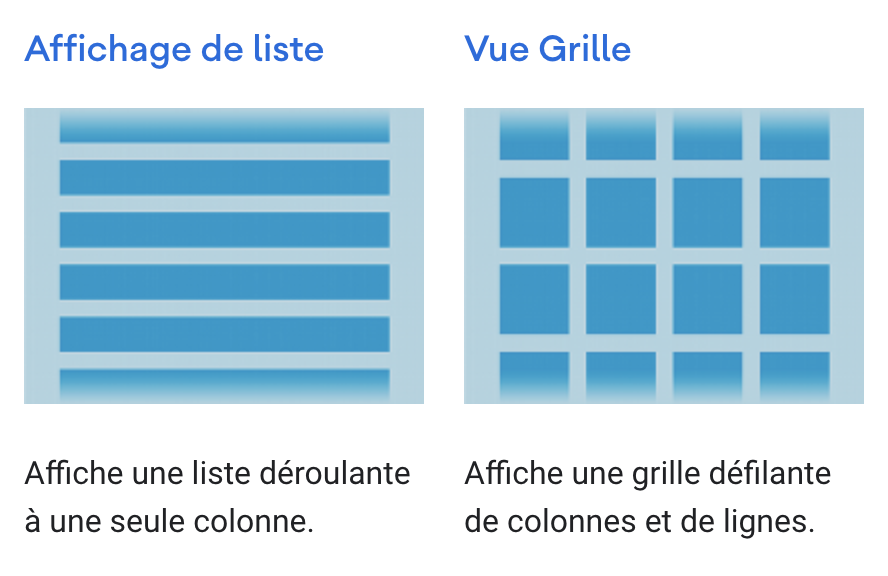 Affichage de liste
Vue Grille
Affiche une liste déroulante
à une seule colonne.
Affiche une grille défilante
de colonnes et de lignes.